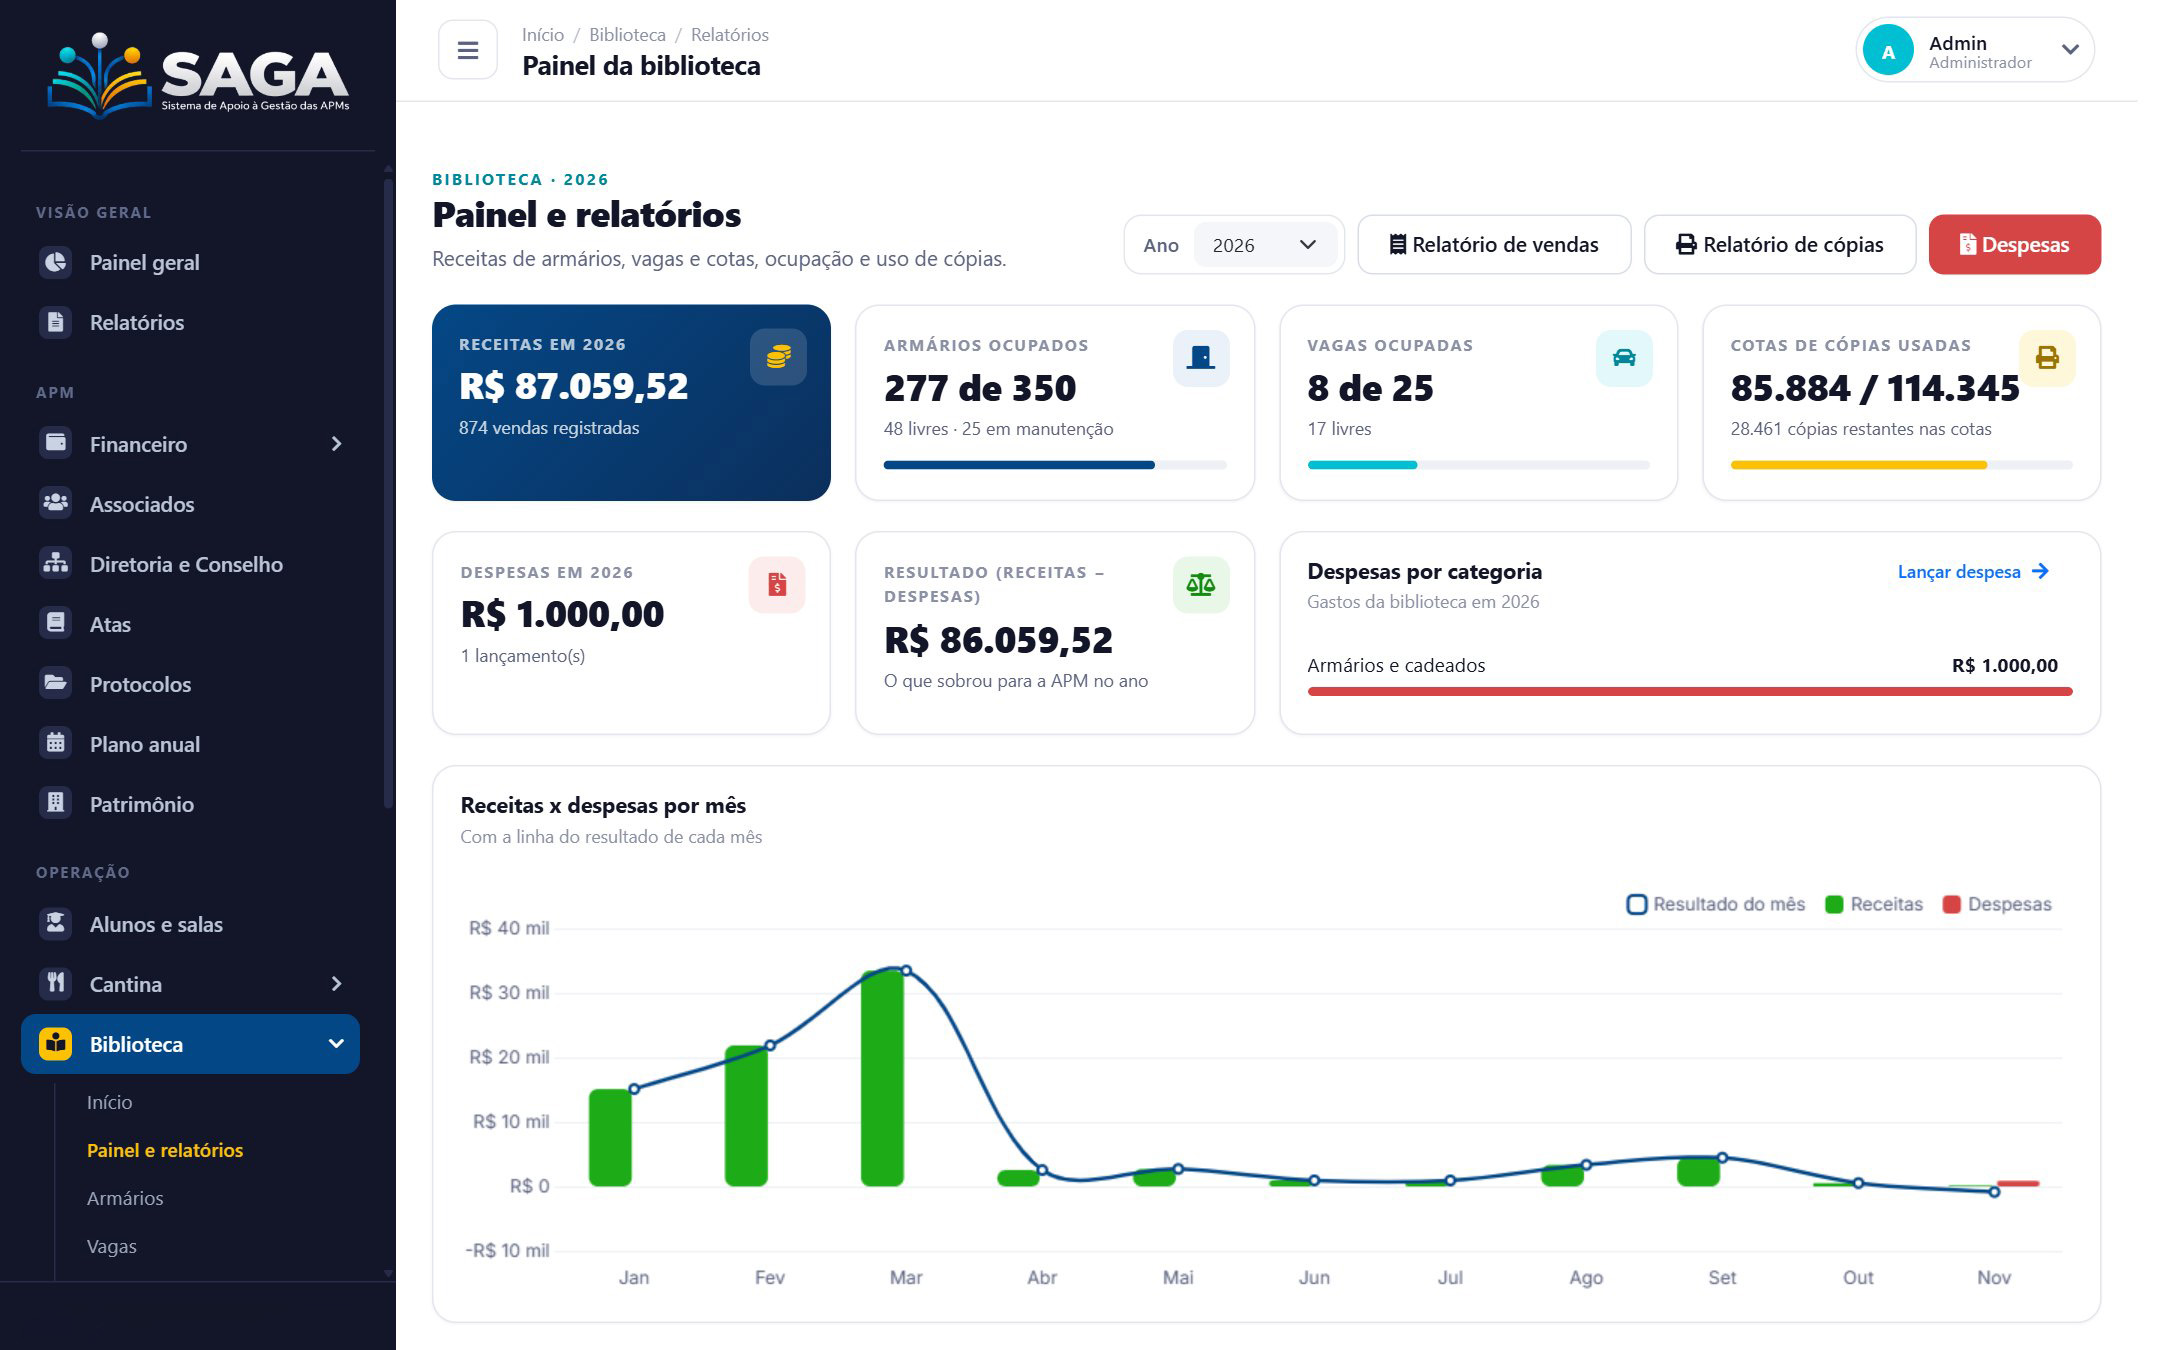 SAGA
Sistema de Apoio à Gestão das APMs
VISÃO GERAL
Painel geral
Relatórios
APM
Financeiro
Associados
Diretoria e Conselho
Atas
Protocolos
Plano anual
Patrimônio
OPERAÇÃO
Alunos e salas
Cantina
Biblioteca
Início
Painel e relatórios
Armários
Vagas
Início / Biblioteca / Relatórios
Painel da biblioteca
A
Admin
Administrador
BIBLIOTECA · 2026
Painel e relatórios
Receitas de armários, vagas e cotas, ocupação e uso de cópias.
Ano 2026
Relatório de vendas
Relatório de cópias
Despesas
RECEITAS EM 2026
R$ 87.059,52
874 vendas registradas
ARMÁRIOS OCUPADOS
277 de 350
48 livres · 25 em manutenção
VAGAS OCUPADAS
8 de 25
17 livres
COTAS DE CÓPIAS USADAS
85.884 / 114.345
28.461 cópias restantes nas cotas
DESPESAS EM 2026
R$ 1.000,00
1 lançamento(s)
RESULTADO (RECEITAS −
DESPESAS)
R$ 86.059,52
O que sobrou para a APM no ano
Despesas por categoria
Lançar despesa
Gastos da biblioteca em 2026
Armários e cadeados R$ 1.000,00
Receitas x despesas por mês
Com a linha do resultado de cada mês
Resultado do mês Receitas Despesas
R$ 40 mil
R$ 30 mil
R$ 20 mil
R$ 10 mil
R$ 0
-R$ 10 mil
Jan Fev Mar Abr Mai Jun Jul Ago Set Out Nov